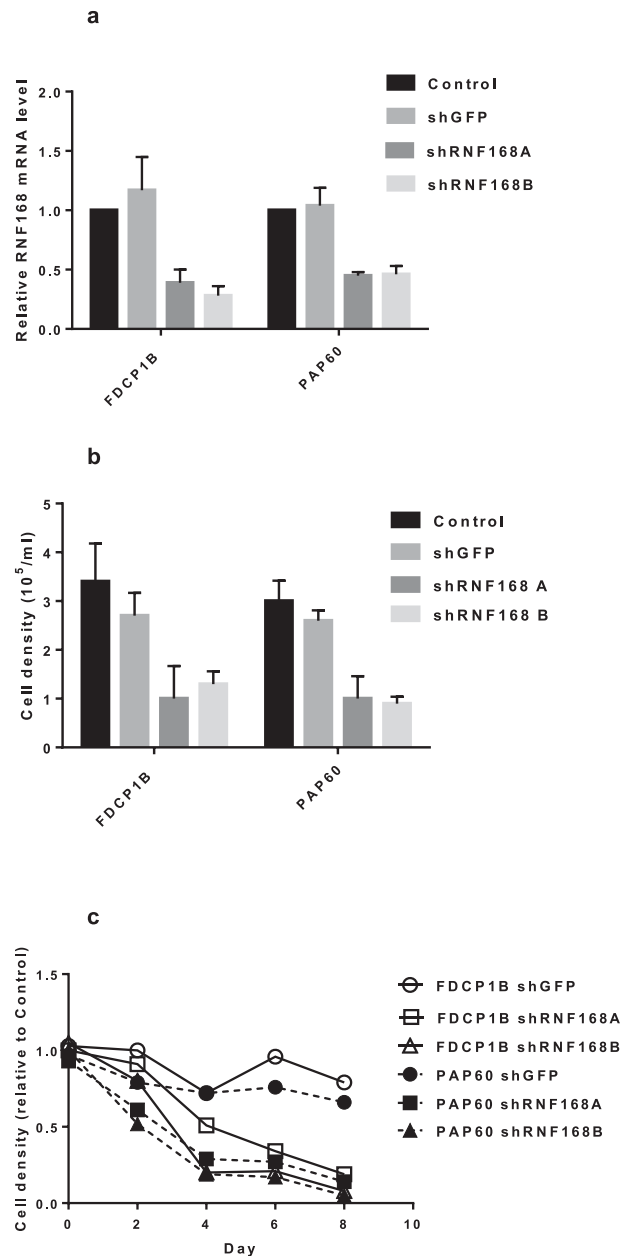 a
Relative RNF168 mRNA level
2.0
1.5
1.0
0.5
0.0
FDCP1B
PAP60
Control
shGFP
shRNF168A
shRNF168B
b
Cell density (10⁵/ml)
5
4
3
2
1
0
FDCP1B
PAP60
Control
shGFP
shRNF168 A
shRNF168 B
c
Cell density (relative to Control)
1.5
1.0
0.5
0.0
0 2 4 6 8 10
Day
FDCP1B shGFP
FDCP1B shRNF168A
FDCP1B shRNF168B
PAP60 shGFP
PAP60 shRNF168A
PAP60 shRNF168B